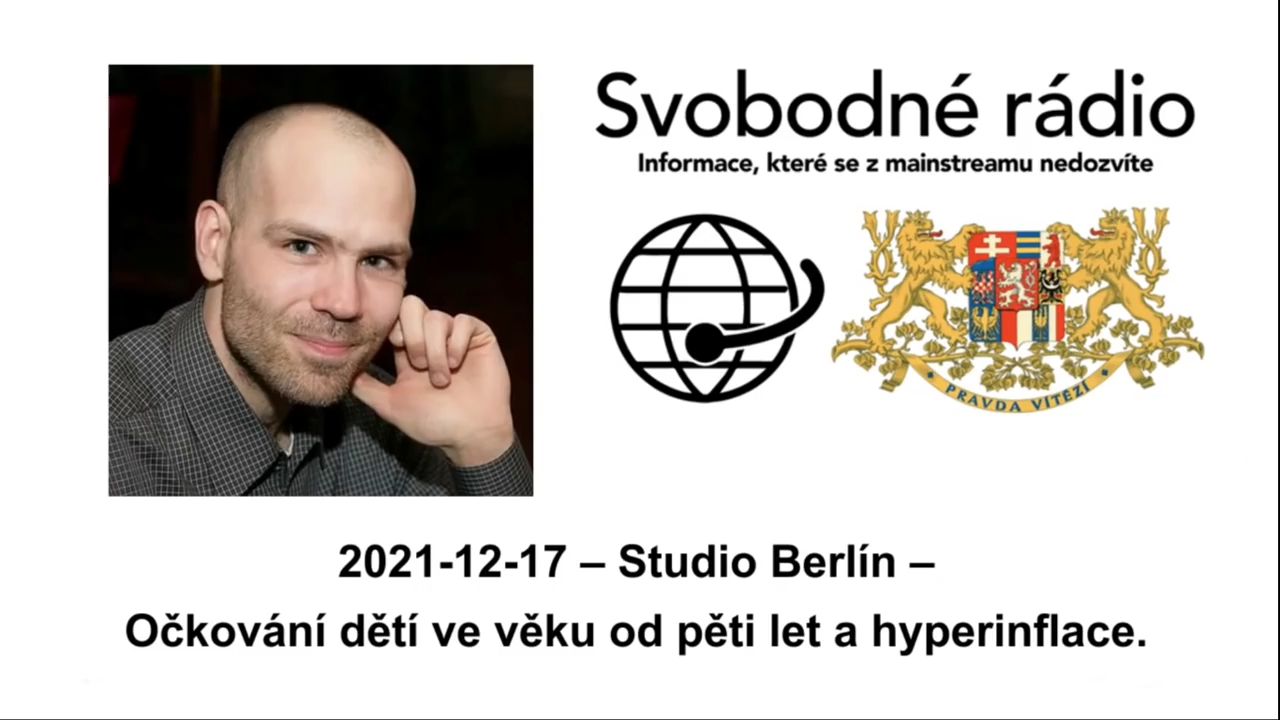 Svobodné rádio
Informace, které se z mainstreamu nedozvíte
PRAVDA VÍTĚZÍ
2021-12-17 – Studio Berlín –
Očkování dětí ve věku od pěti let a hyperinflace.